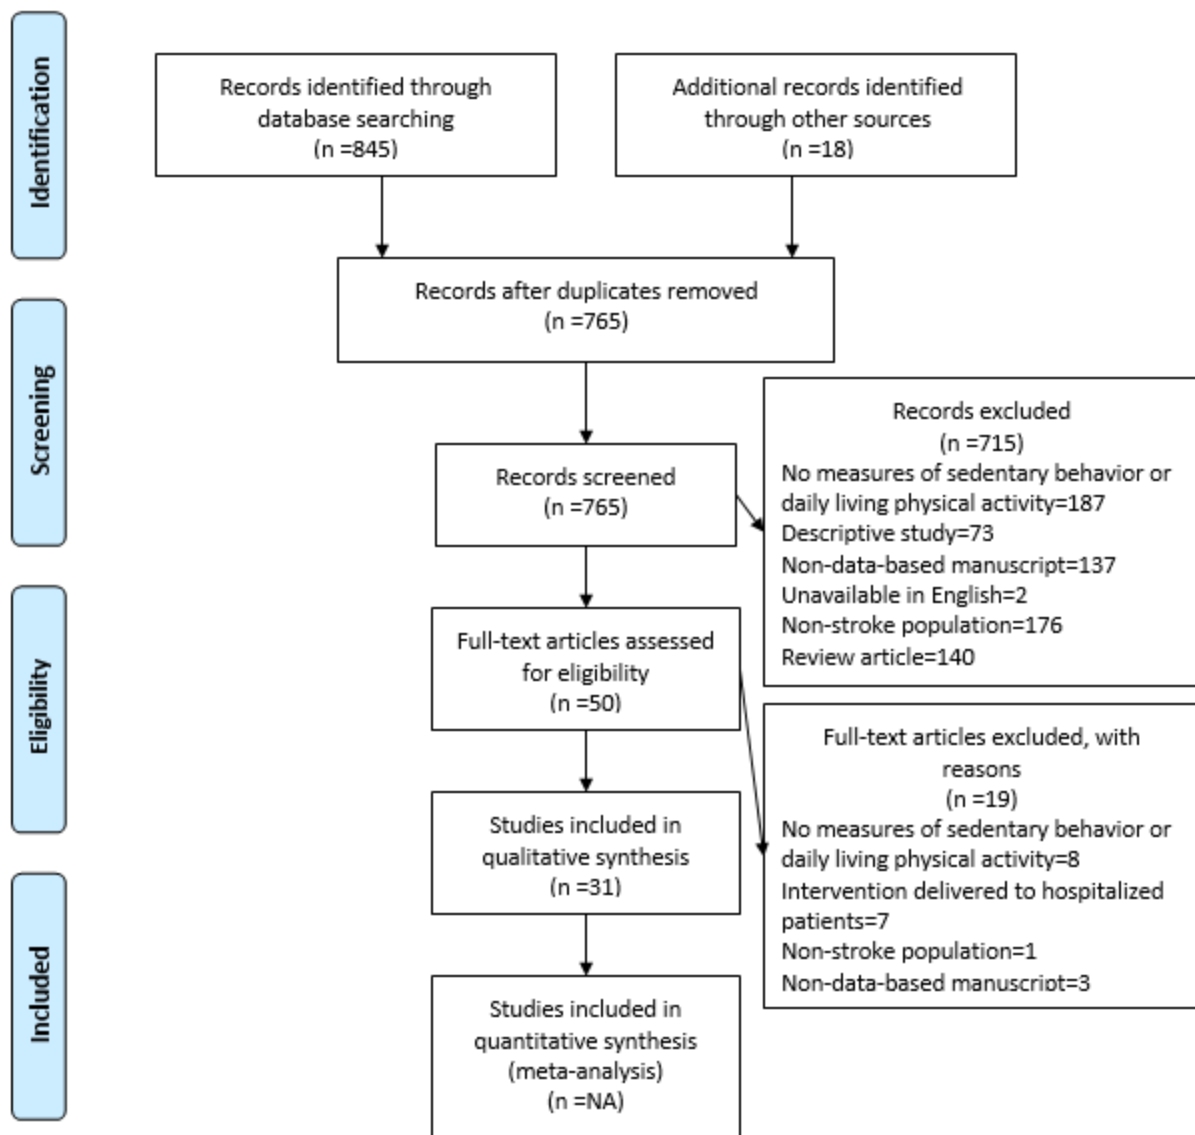 Identification
Records identified through
database searching
(n =845)
Additional records identified
through other sources
(n =18)
Records after duplicates removed
(n =765)
Screening
Records screened
(n =765)
Records excluded
(n =715)
No measures of sedentary behavior or
daily living physical activity=187
Descriptive study=73
Non-data-based manuscript=137
Unavailable in English=2
Non-stroke population=176
Review article=140
Eligibility
Full-text articles assessed
for eligibility
(n =50)
Full-text articles excluded, with
reasons
(n =19)
No measures of sedentary behavior or
daily living physical activity=8
Intervention delivered to hospitalized
patients=7
Non-stroke population=1
Non-data-based manuscript=3
Studies included in
qualitative synthesis
(n =31)
Included
Studies included in
quantitative synthesis
(meta-analysis)
(n =NA)